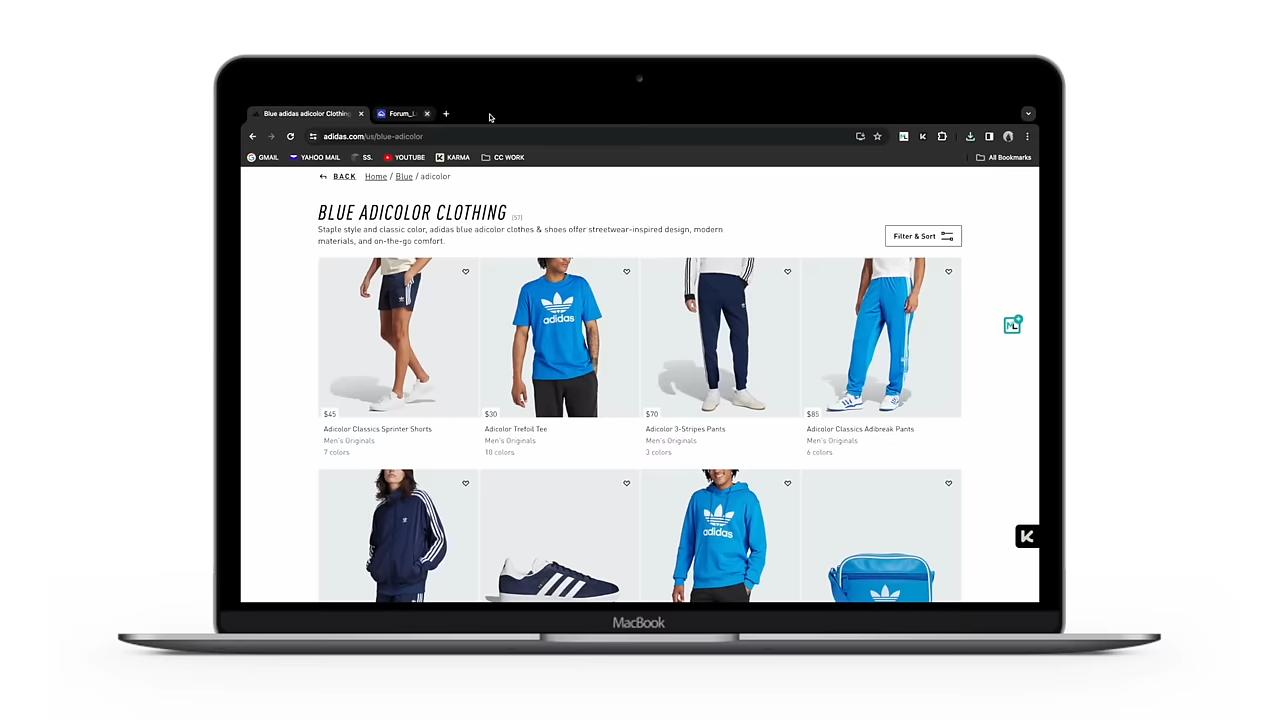 Blue adidas adicolor Clothing
Forum_L
adidas.com/us/blue-adicolor
GMAIL YAHOO MAIL SS. YOUTUBE KARMA CC WORK All Bookmarks
BACK Home / Blue / adicolor
BLUE ADICOLOR CLOTHING [57]
Staple style and classic color, adidas blue adicolor clothes & shoes offer streetwear-inspired design, modern
materials, and on-the-go comfort.
Filter & Sort
adidas
$45 $30 $70 $85
Adicolor Classics Sprinter Shorts Adicolor Trefoil Tee Adicolor 3-Stripes Pants Adicolor Classics Adibreak Pants
Men's Originals Men's Originals Men's Originals Men's Originals
7 colors 10 colors 3 colors 6 colors
ML
adidas
K
MacBook